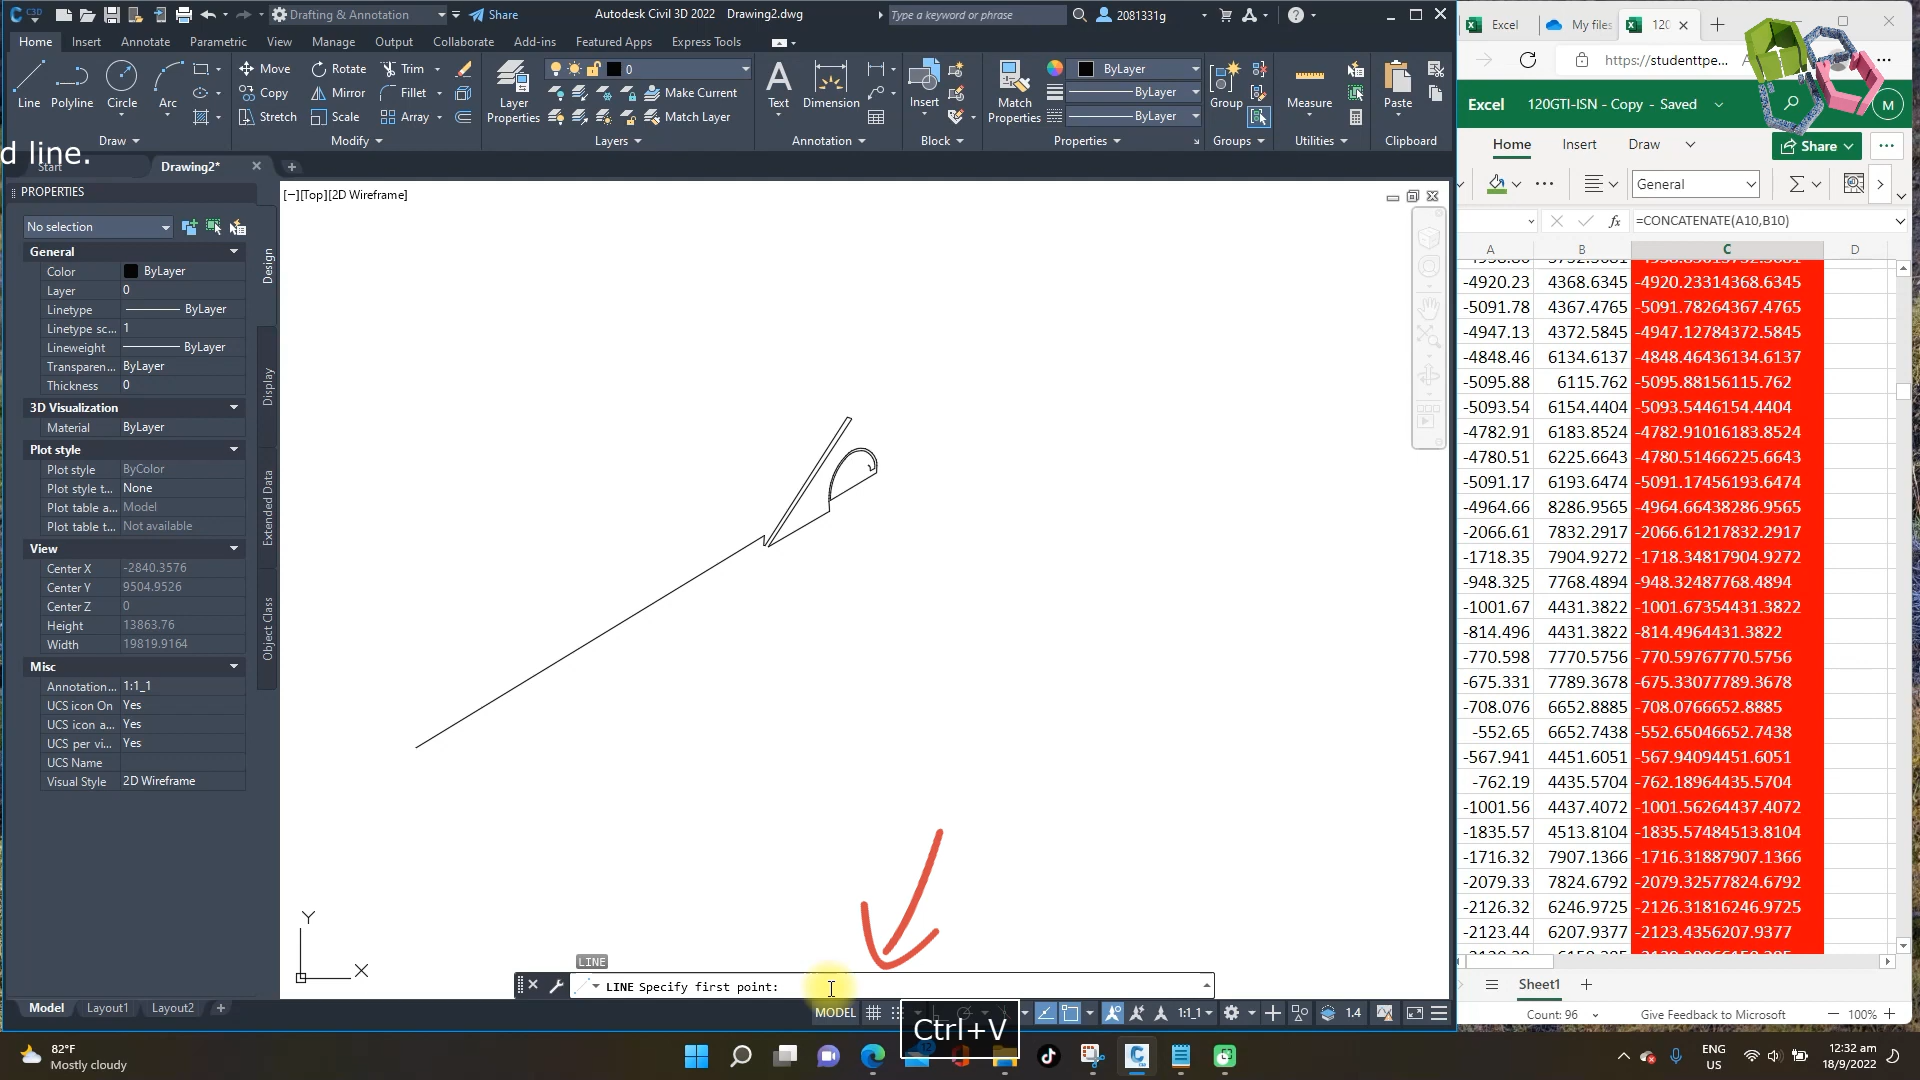 Drafting & Annotation
Share
Autodesk Civil 3D 2022 Drawing2.dwg
Type a keyword or phrase
2081331g
Home Insert Annotate Parametric View Manage Output Collaborate Add-ins Featured Apps Express Tools
Line Polyline Circle Arc
Move Rotate Trim
Copy Mirror Fillet
Stretch Scale Array
Layer Properties
0
Make Current
Match Layer
Text Dimension
Insert
Match Properties
ByLayer
ByLayer
ByLayer
Group
Measure
Paste
Draw Modify Layers Annotation Block Properties Groups Utilities Clipboard
d line.
Start Drawing2*
PROPERTIES
No selection
General
Color ByLayer
Layer 0
Linetype ByLayer
Linetype sc... 1
Lineweight ByLayer
Transparen... ByLayer
Thickness 0
3D Visualization
Material ByLayer
Plot style
Plot style ByColor
Plot style t... None
Plot table a... Model
Plot table t... Not available
View
Center X -2840.3576
Center Y 9504.9526
Center Z 0
Height 13863.76
Width 19819.9164
Misc
Annotation... 1:1_1
UCS icon On Yes
UCS icon a... Yes
UCS per vi... Yes
UCS Name
Visual Style 2D Wireframe
Design
Display
Extended Data
Object Class
[−][Top][2D Wireframe]
Y
X
LINE
LINE Specify first point:
Model Layout1 Layout2
MODEL
1:1_1
1.4
Ctrl+V
Excel My files 120
https://studenttpe...
Excel 120GTI-ISN - Copy - Saved
M
Home Insert Draw
Share
General
fx =CONCATENATE(A10,B10)
A B C D
-4920.23 4368.6345 -4920.23314368.6345
-5091.78 4367.4765 -5091.78264367.4765
-4947.13 4372.5845 -4947.12784372.5845
-4848.46 6134.6137 -4848.46436134.6137
-5095.88 6115.762 -5095.88156115.762
-5093.54 6154.4404 -5093.5446154.4404
-4782.91 6183.8524 -4782.91016183.8524
-4780.51 6225.6643 -4780.51466225.6643
-5091.17 6193.6474 -5091.17456193.6474
-4964.66 8286.9565 -4964.66438286.9565
-2066.61 7832.2917 -2066.61217832.2917
-1718.35 7904.9272 -1718.34817904.9272
-948.325 7768.4894 -948.32487768.4894
-1001.67 4431.3822 -1001.67354431.3822
-814.496 4431.3822 -814.4964431.3822
-770.598 7770.5756 -770.59767770.5756
-675.331 7789.3678 -675.33077789.3678
-708.076 6652.8885 -708.0766652.8885
-552.65 6652.7438 -552.65046652.7438
-567.941 4451.6051 -567.94094451.6051
-762.19 4435.5704 -762.18964435.5704
-1001.56 4437.4072 -1001.56264437.4072
-1835.57 4513.8104 -1835.57484513.8104
-1716.32 7907.1366 -1716.31887907.1366
-2079.33 7824.6792 -2079.32577824.6792
-2126.32 6246.9725 -2126.31816246.9725
-2123.44 6207.9377 -2123.4356207.9377
Sheet1
Count: 96 Give Feedback to Microsoft 100%
82°F
Mostly cloudy
ENG
US
12:32 am
18/9/2022